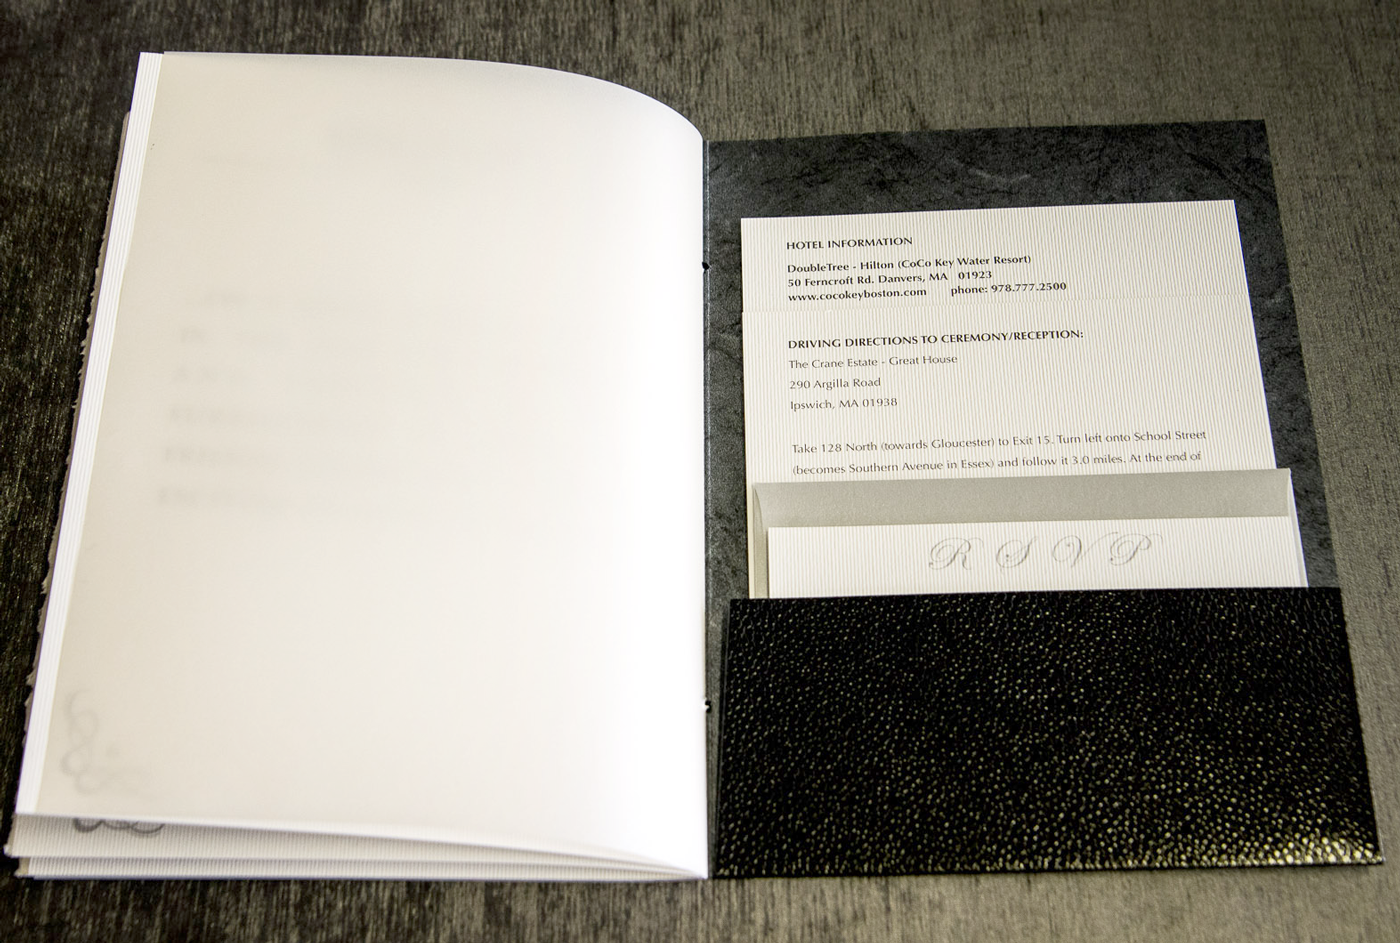 HOTEL INFORMATION
DoubleTree - Hilton (CoCo Key Water Resort)
50 Ferncroft Rd. Danvers, MA 01923
www.cocokeyboston.com phone: 978.777.2500
DRIVING DIRECTIONS TO CEREMONY/RECEPTION:
The Crane Estate - Great House
290 Argilla Road
Ipswich, MA 01938
Take 128 North (towards Gloucester) to Exit 15. Turn left onto School Street
(becomes Southern Avenue in Essex) and follow it 3.0 miles. At the end of
R S V P